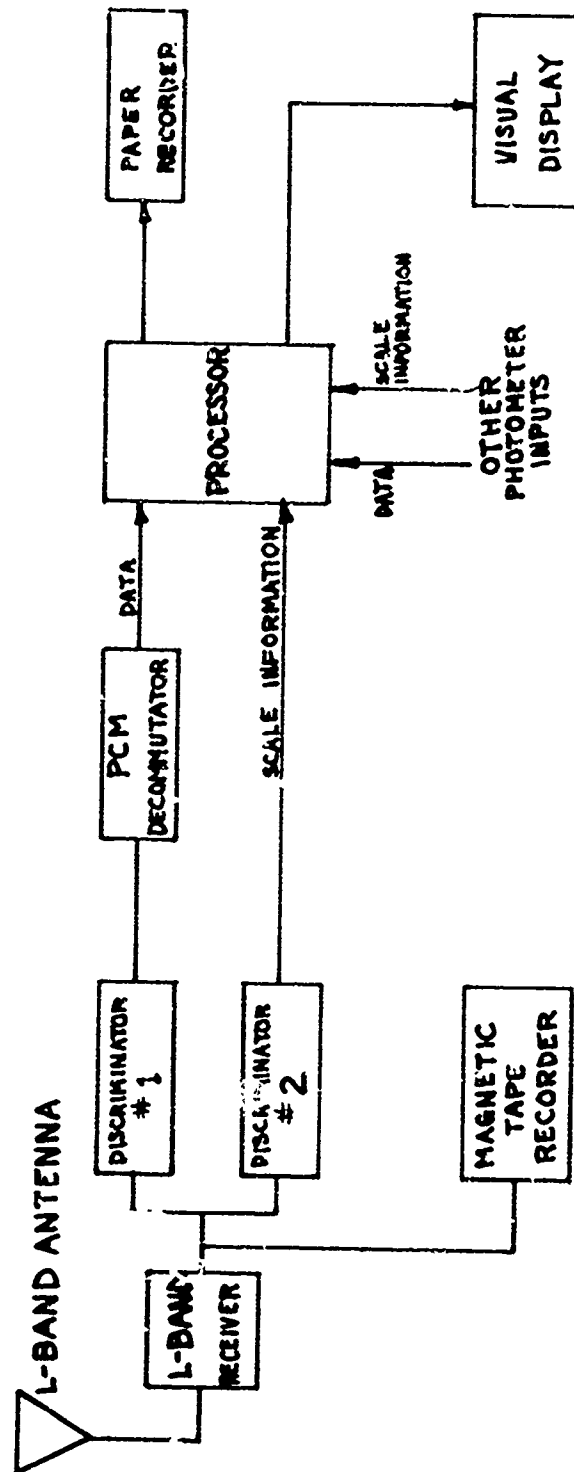 L-BAND ANTENNA
L-BAND
RECEIVER
DISCRIMINATOR
#1
DISCRIMINATOR
#2
MAGNETIC
TAPE
RECORDER
PCM
DECOMMUTATOR
DATA
SCALE INFORMATION
PROCESSOR
DATA
SCALE
INFORMATION
OTHER
PHOTOMETER
INPUTS
PAPER
RECORDER
VISUAL
DISPLAY